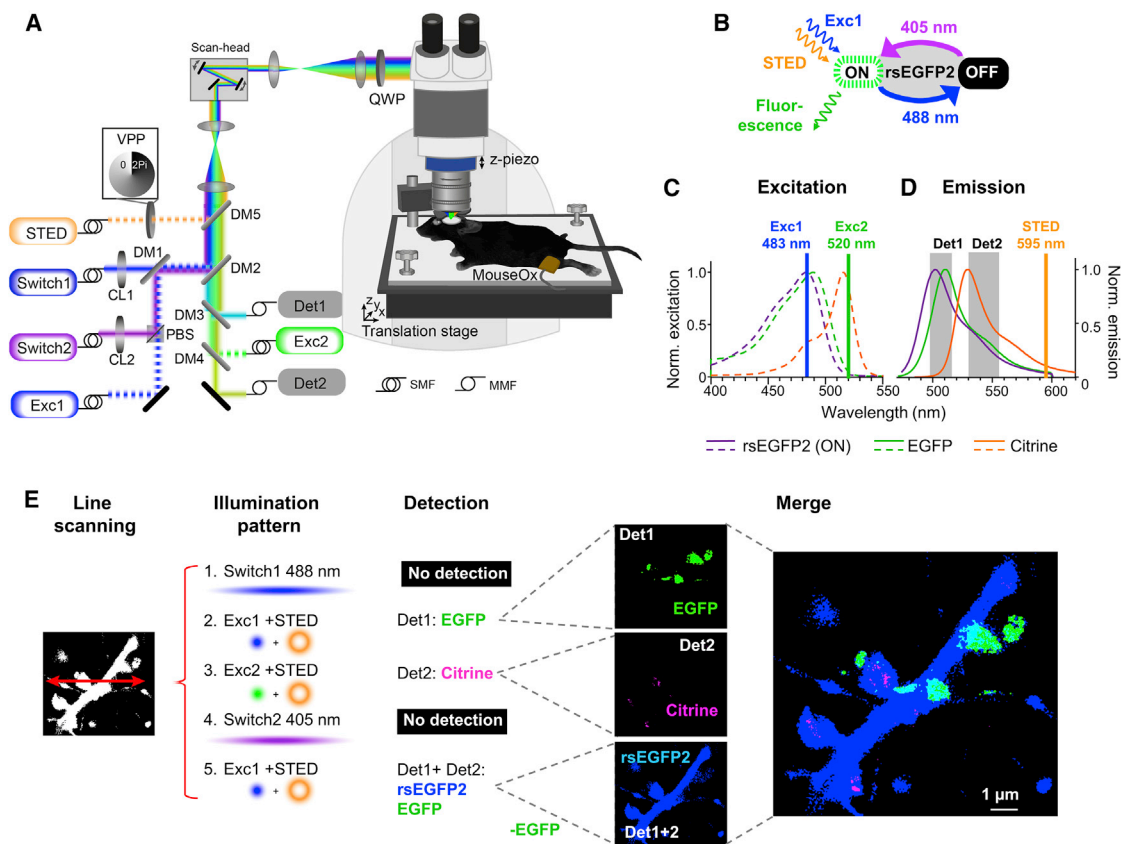 A
Scan-head
QWP
z-piezo
VPP
0
2Pi
STED
DM5
DM1
Switch1
CL1
DM2
MouseOx
Switch2
CL2
PBS
DM3
Det1
z y x
Translation stage
Exc2
DM4
Exc1
Det2
SMF
MMF
B
Exc1
405 nm
STED
ON
rsEGFP2
OFF
Fluor-
escence
488 nm
C Excitation
Exc1
483 nm
Exc2
520 nm
Norm. excitation
1.0
0.5
0
400 450 500 550
D Emission
STED
595 nm
Det1 Det2
1.0
0.5
0
Norm. emission
500 550 600
Wavelength (nm)
rsEGFP2 (ON) EGFP Citrine
E
Line
scanning
Illumination
pattern
Detection
Merge
1. Switch1 488 nm
No detection
2. Exc1 +STED
+
Det1: EGFP
3. Exc2 +STED
+
Det2: Citrine
4. Switch2 405 nm
No detection
5. Exc1 +STED
+
Det1+ Det2:
rsEGFP2
EGFP
-EGFP
Det1
EGFP
Det2
Citrine
rsEGFP2
Det1+2
1 µm